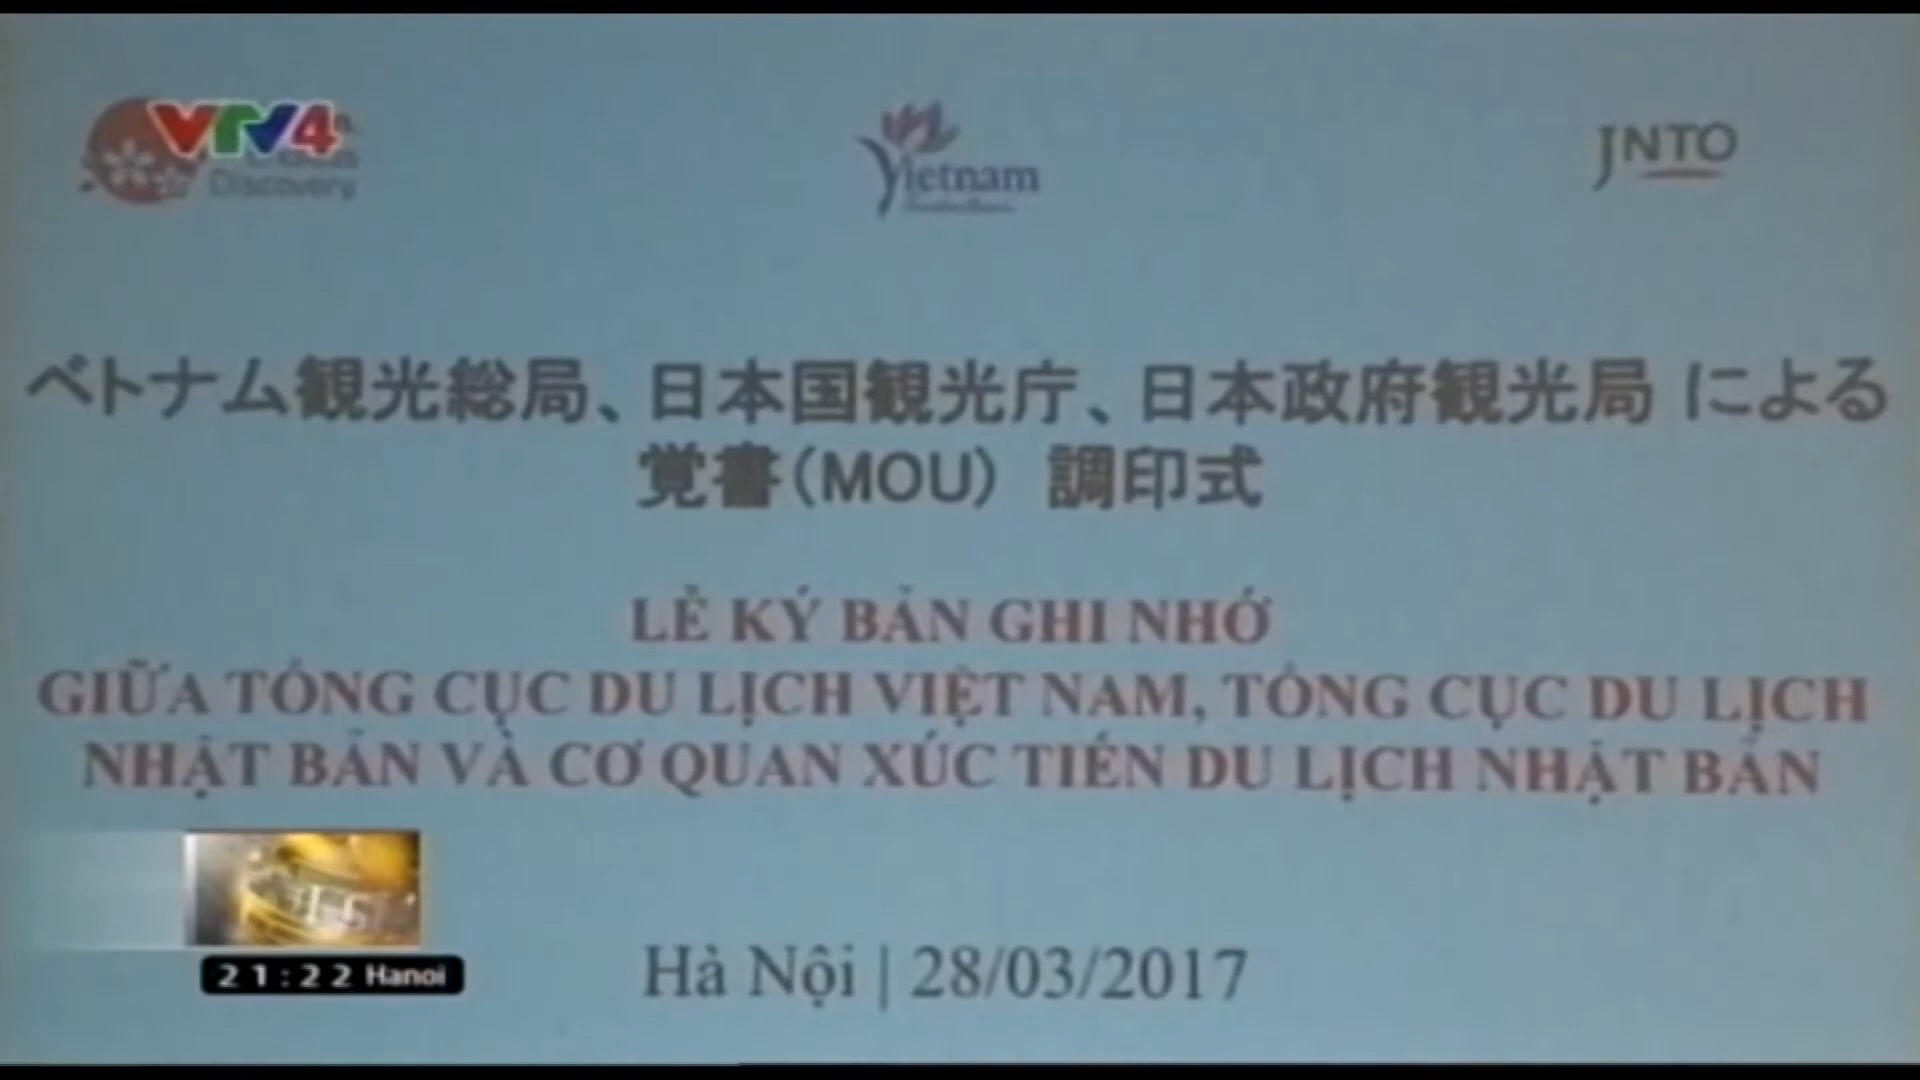 VTV4
Discovery
Vietnam
JNTO
ベトナム観光総局、日本国観光庁、日本政府観光局 による
覚書(MOU) 調印式
LỄ KÝ BẢN GHI NHỚ
GIỮA TỔNG CỤC DU LỊCH VIỆT NAM, TỔNG CỤC DU LỊCH
NHẬT BẢN VÀ CƠ QUAN XÚC TIẾN DU LỊCH NHẬT BẢN
21:22 Hanoi
Hà Nội | 28/03/2017